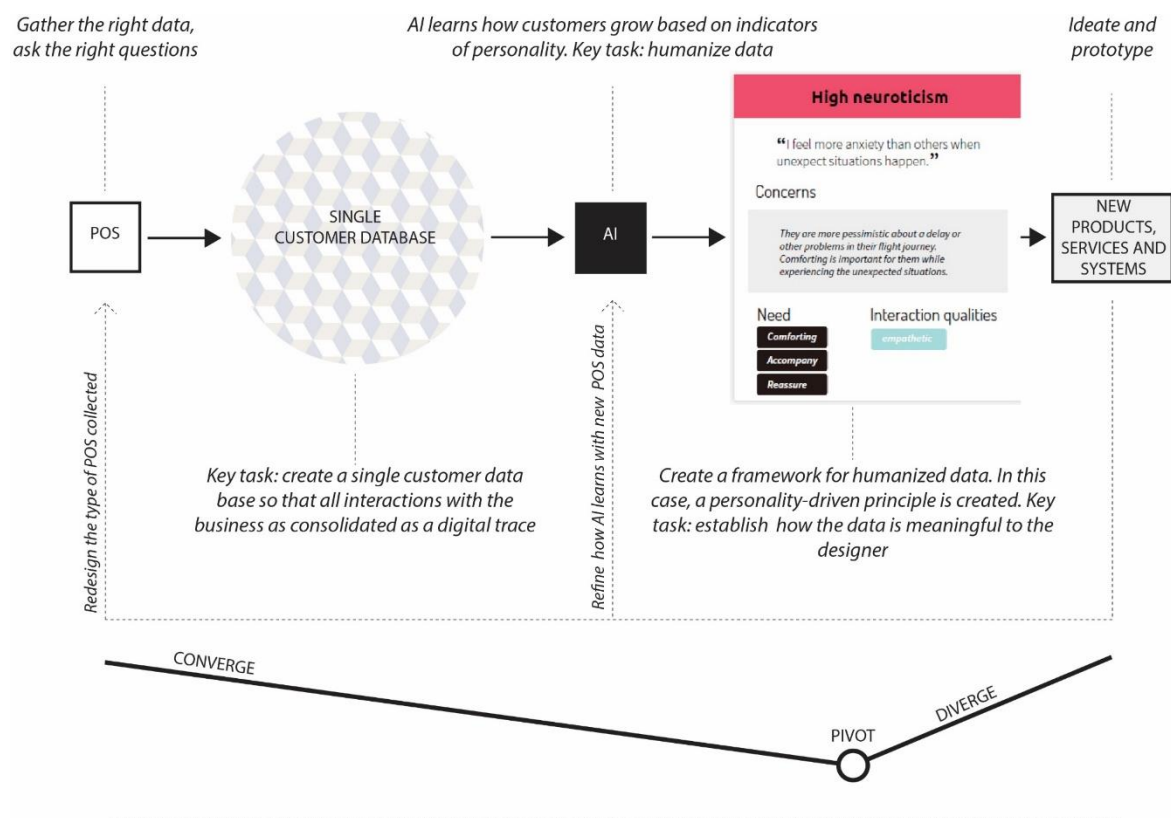 Gather the right data,
ask the right questions
AI learns how customers grow based on indicators
of personality. Key task: humanize data
Ideate and
prototype
POS
SINGLE
CUSTOMER DATABASE
AI
High neuroticism
“I feel more anxiety than others when
unexpect situations happen.”
Concerns
They are more pessimistic about a delay or
other problems in their flight journey.
Comforting is important for them while
experiencing the unexpected situations.
Need
Comforting
Accompany
Reassure
Interaction qualities
empathetic
NEW
PRODUCTS,
SERVICES AND
SYSTEMS
Redesign the type of POS collected
Key task: create a single customer data
base so that all interactions with the
business as consolidated as a digital trace
Refine how AI learns with new POS data
Create a framework for humanized data. In this
case, a personality-driven principle is created. Key
task: establish how the data is meaningful to the
designer
CONVERGE
PIVOT
DIVERGE